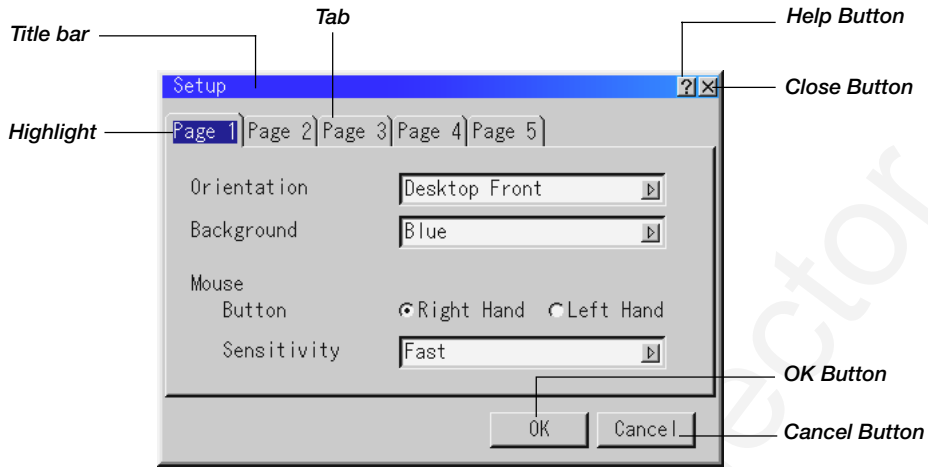 Tab
Help Button
Title bar
Setup
?
Close Button
Highlight
Page 1 Page 2 Page 3 Page 4 Page 5
Orientation Desktop Front
Background Blue
Mouse
Button Right Hand Left Hand
Sensitivity Fast
OK Button
OK Cancel
Cancel Button
ector